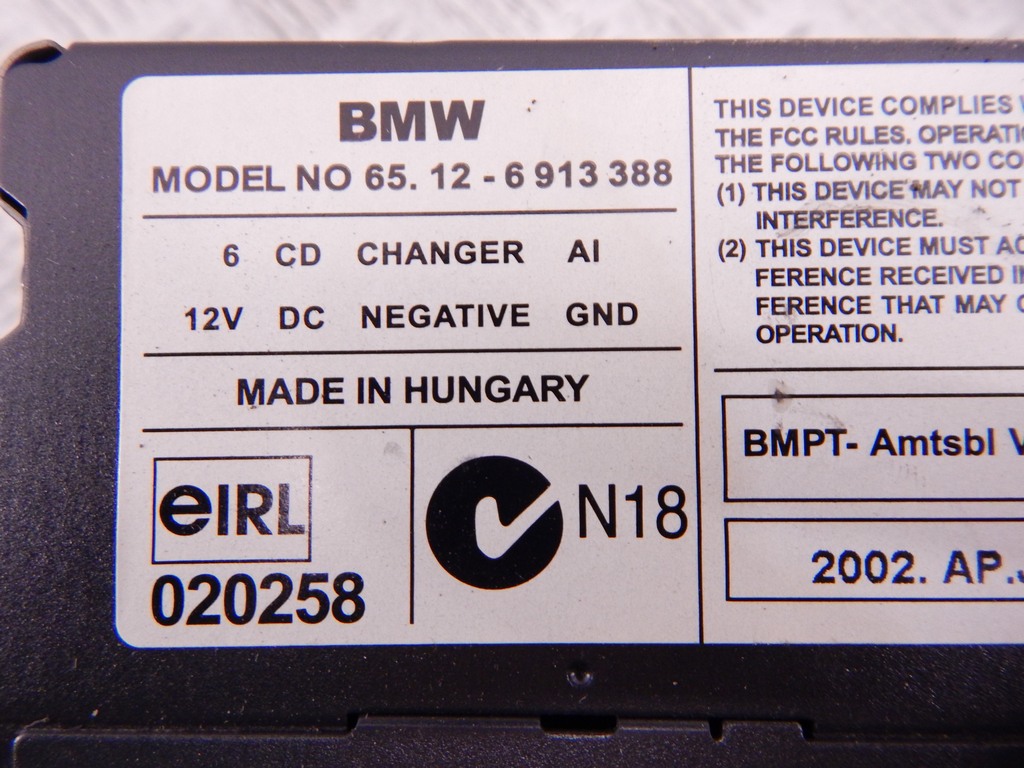 BMW
MODEL NO 65. 12 - 6 913 388
6 CD CHANGER AI
12V DC NEGATIVE GND
MADE IN HUNGARY
eIRL
020258
N18
THIS DEVICE COMPLIES
THE FCC RULES.
THE FOLLOWING TWO
(1) THIS DEVICE MAY NOT
INTERFERENCE.
(2) THIS DEVICE MUST
FERENCE RECEIVED
FERENCE THAT MAY
OPERATION.
BMPT- Amtsbl
2002. AP.